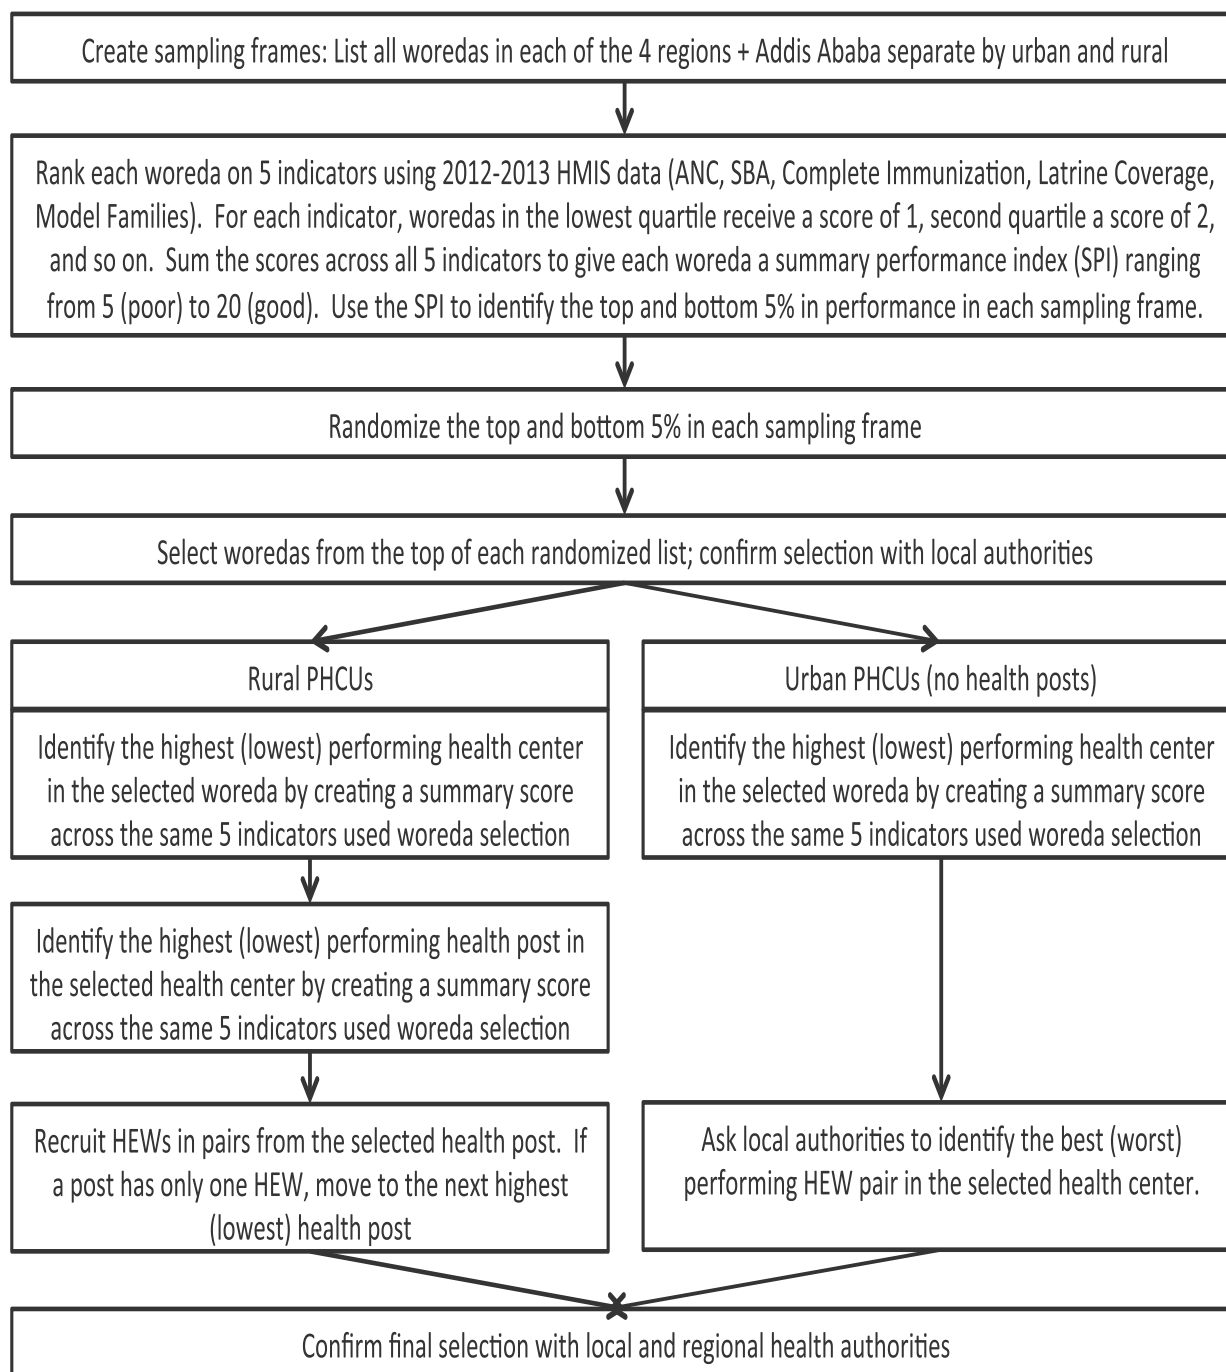 Create sampling frames: List all woredas in each of the 4 regions + Addis Ababa separate by urban and rural
Rank each woreda on 5 indicators using 2012-2013 HMIS data (ANC, SBA, Complete Immunization, Latrine Coverage,
Model Families).  For each indicator, woredas in the lowest quartile receive a score of 1, second quartile a score of 2,
and so on.  Sum the scores across all 5 indicators to give each woreda a summary performance index (SPI) ranging
from 5 (poor) to 20 (good).  Use the SPI to identify the top and bottom 5% in performance in each sampling frame.
Randomize the top and bottom 5% in each sampling frame
Select woredas from the top of each randomized list; confirm selection with local authorities
Rural PHCUs
Identify the highest (lowest) performing health center
in the selected woreda by creating a summary score
across the same 5 indicators used woreda selection
Identify the highest (lowest) performing health post in
the selected health center by creating a summary score
across the same 5 indicators used woreda selection
Recruit HEWs in pairs from the selected health post.  If
a post has only one HEW, move to the next highest
(lowest) health post
Urban PHCUs (no health posts)
Identify the highest (lowest) performing health center
in the selected woreda by creating a summary score
across the same 5 indicators used woreda selection
Ask local authorities to identify the best (worst)
performing HEW pair in the selected health center.
Confirm final selection with local and regional health authorities